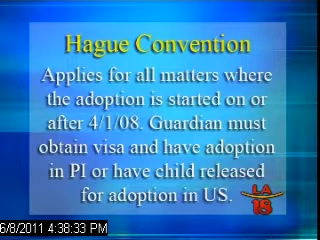 Hague Convention
Applies for all matters where
the adoption is started on or
after 4/1/08. Guardian must
obtain visa and have adoption
in PI or have child released
for adoption in US.
LA
18
6/8/2011 4:38:33 PM